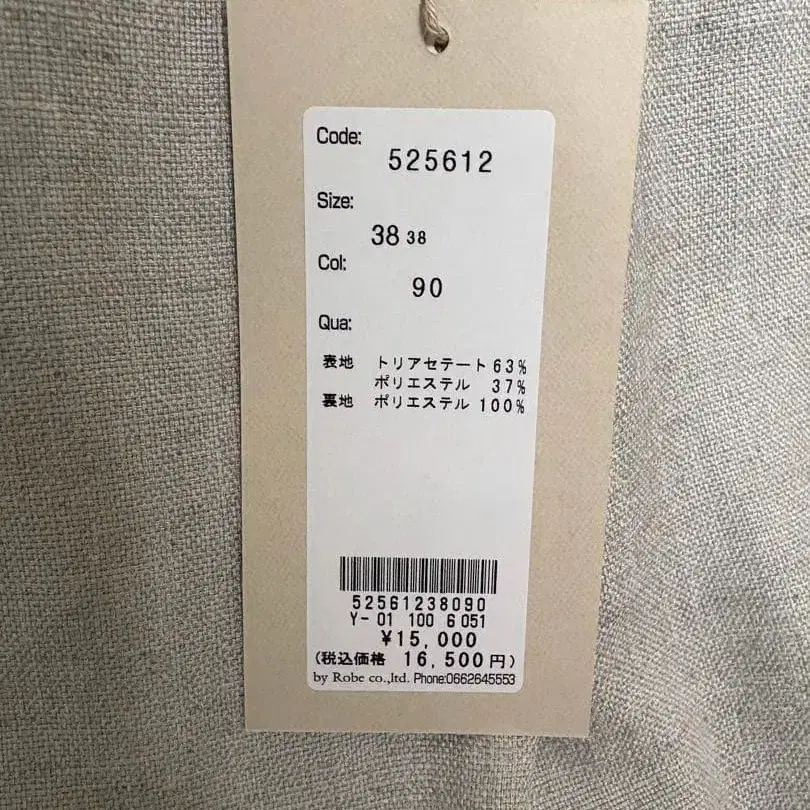 Code:
525612
Size:
38 38
Col:
90
Qua:
表地 トリアセテート 63%
ポリエステル 37%
裏地 ポリエステル 100%
52561238090
Y- 01 100 6 051
¥15,000
(税込価格 16,500円)
by Robe co.,ltd. Phone:0662645553